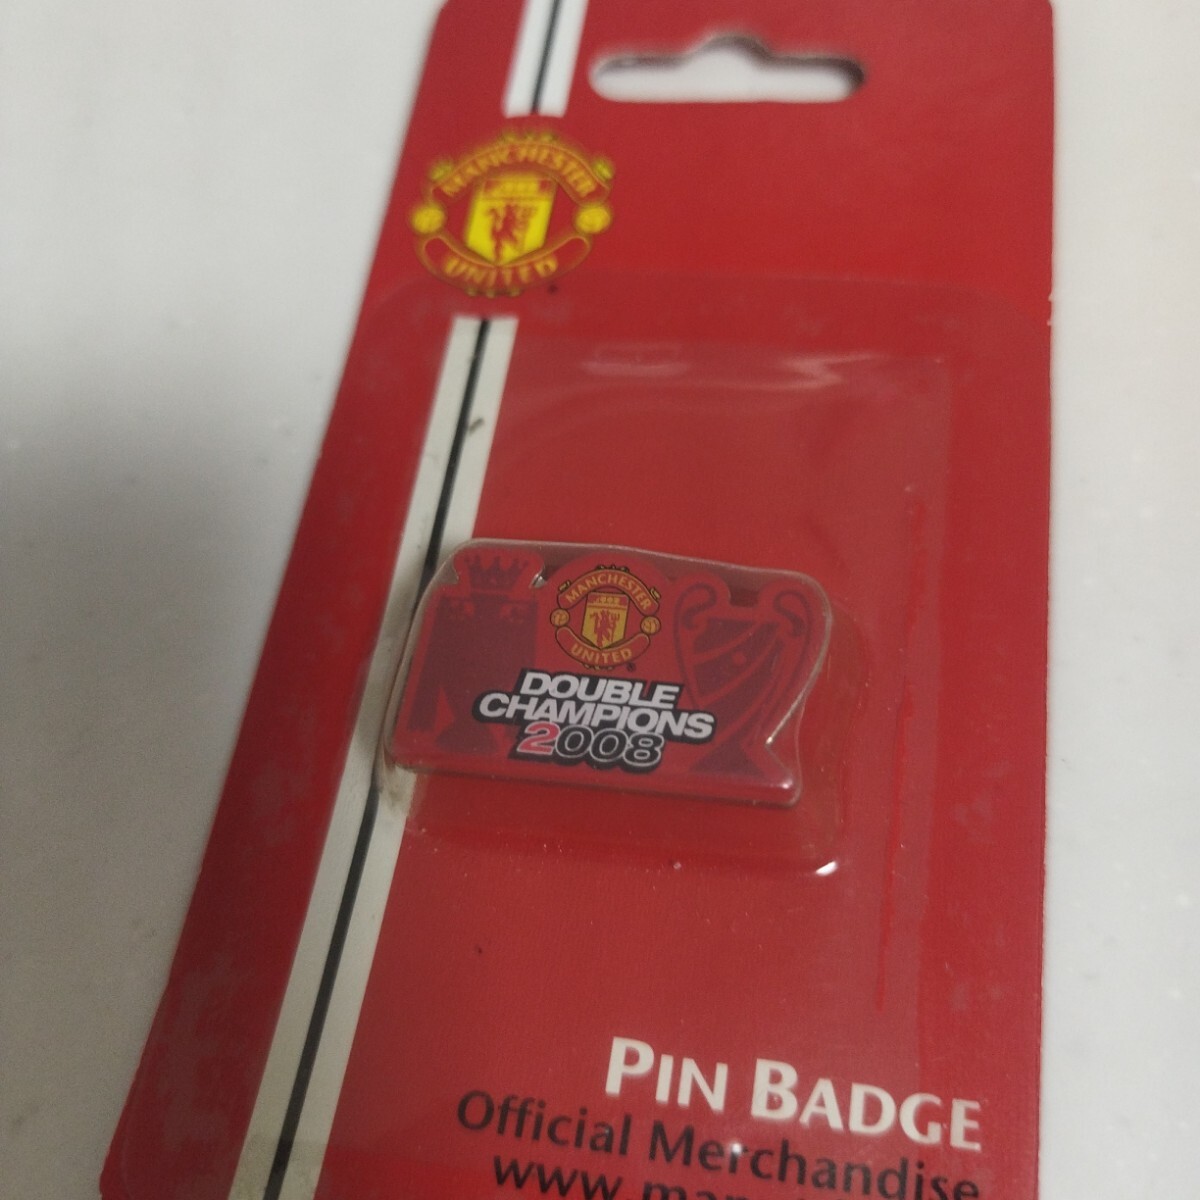 MANCHESTER
UNITED
MANCHESTER
UNITED
DOUBLE
CHAMPIONS
2008
PIN BADGE
Official Merchandise